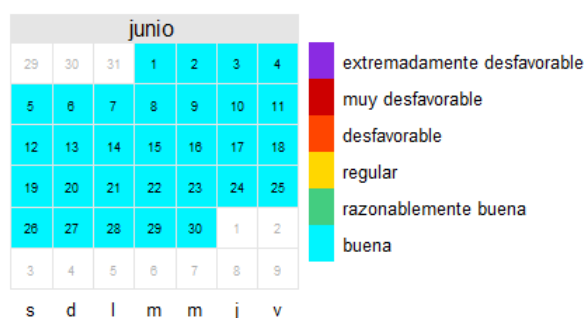 junio
29 30 31 1 2 3 4
5 6 7 8 9 10 11
12 13 14 15 16 17 18
19 20 21 22 23 24 25
26 27 28 29 30 1 2
3 4 5 6 7 8 9
s d l m m j v
extremadamente desfavorable
muy desfavorable
desfavorable
regular
razonablemente buena
buena